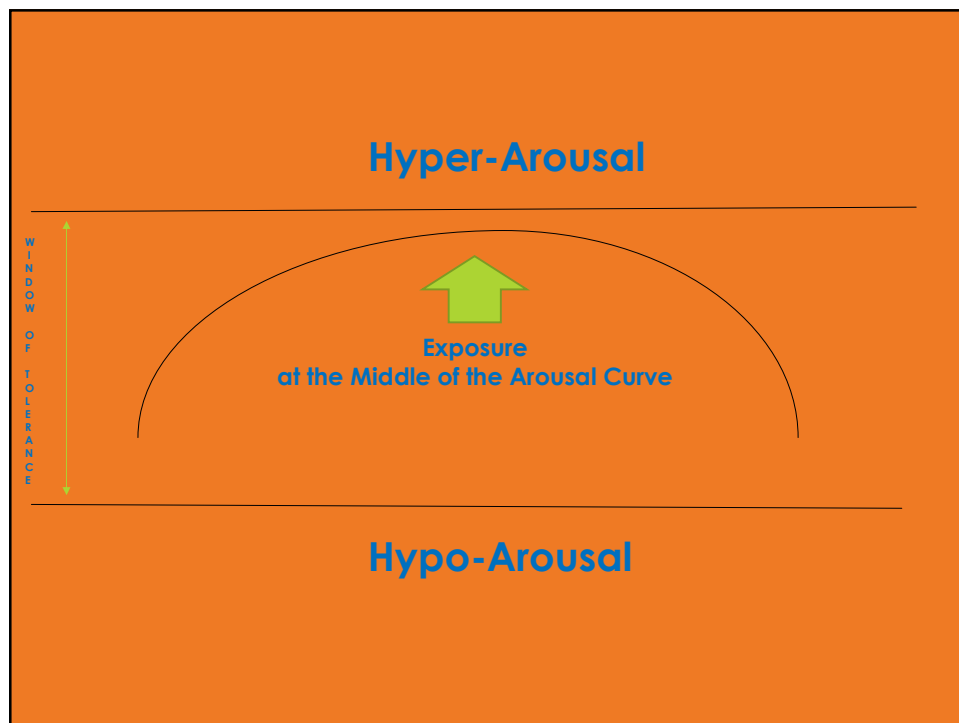 Hyper-Arousal
WINDOW OF TOLERANCE
Exposure
at the Middle of the Arousal Curve
Hypo-Arousal